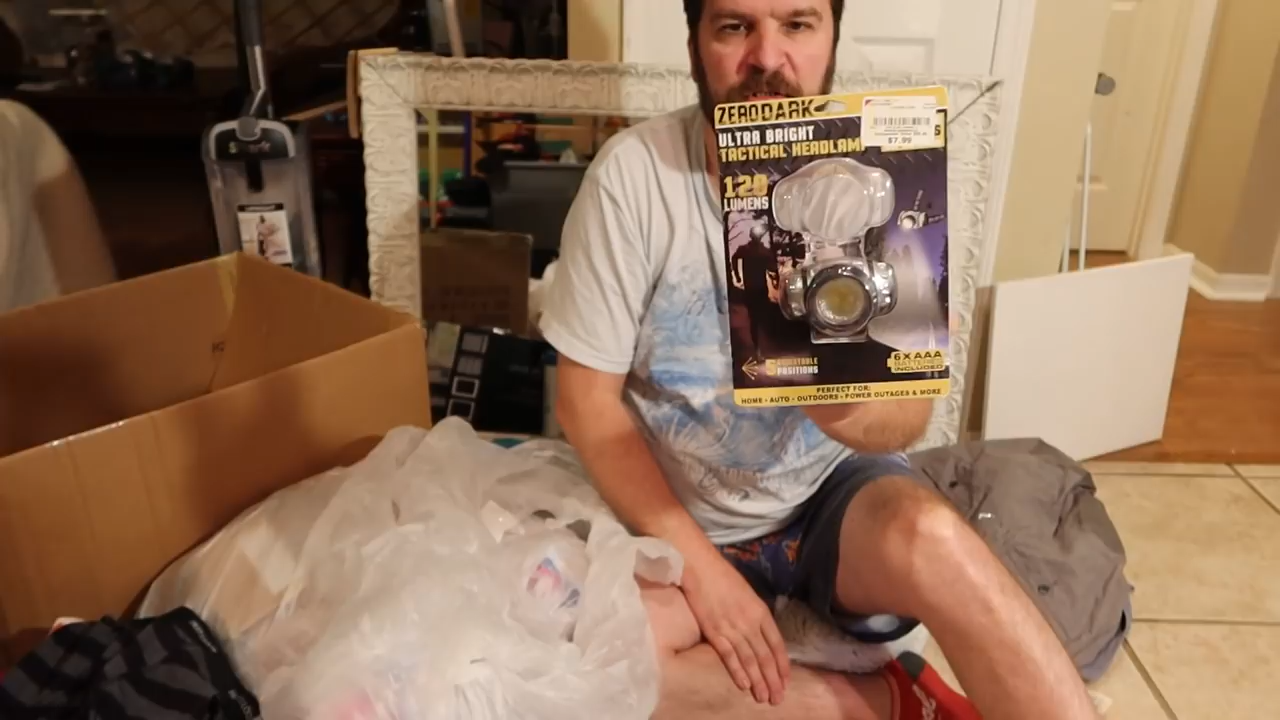 ZERODARK
ULTRA BRIGHT
TACTICAL HEADLAM
$7.99
120
LUMENS
5 ADJUSTABLE
POSITIONS
6XAAA
BATTERIES
INCLUDED
PERFECT FOR:
HOME • AUTO • OUTDOORS • POWER OUTAGES & MORE